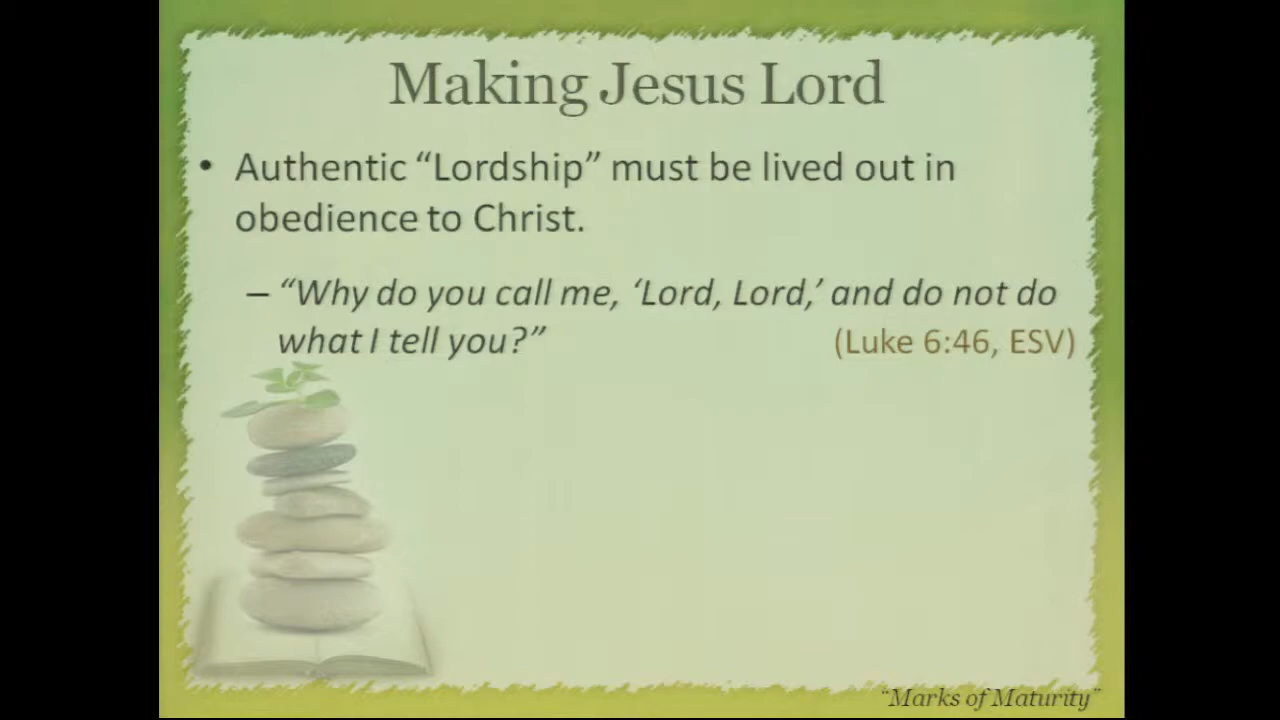 Making Jesus Lord
• Authentic “Lordship” must be lived out in
obedience to Christ.
– “Why do you call me, ‘Lord, Lord,’ and do not do
what I tell you?” (Luke 6:46, ESV)
“Marks of Maturity”